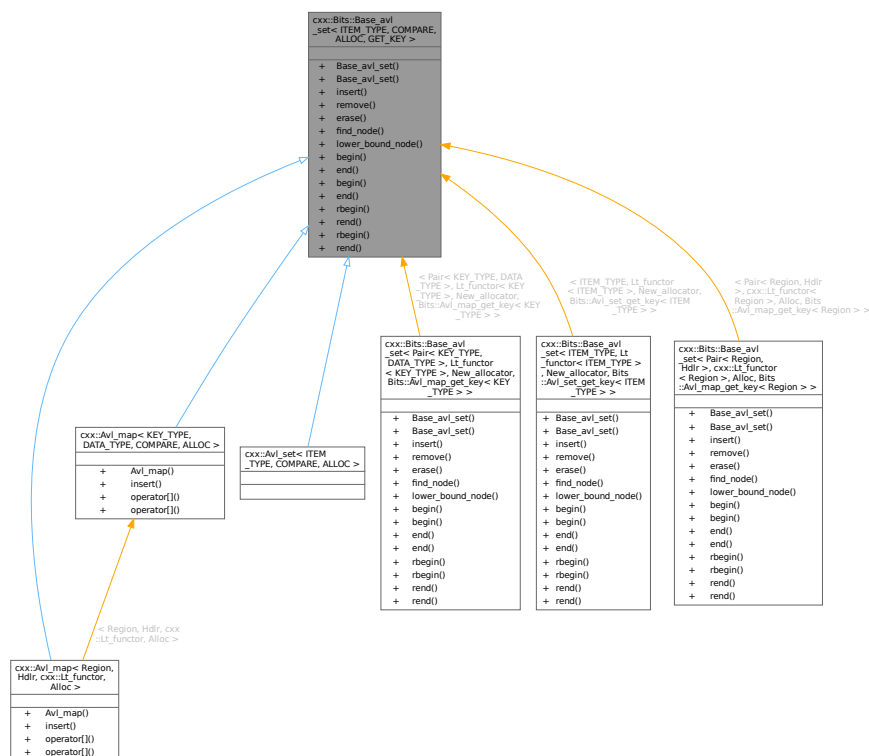 cxx::Bits::Base_avl
_set< ITEM_TYPE, COMPARE,
ALLOC, GET_KEY >
+ Base_avl_set()
+ Base_avl_set()
+ insert()
+ remove()
+ erase()
+ find_node()
+ lower_bound_node()
+ begin()
+ end()
+ begin()
+ end()
+ rbegin()
+ rend()
+ rbegin()
+ rend()
< Pair< KEY_TYPE, DATA
_TYPE >, Lt_functor< KEY
_TYPE >, New_allocator,
Bits::Avl_map_get_key< KEY
_TYPE > >
< ITEM_TYPE, Lt_functor
< ITEM_TYPE >, New_allocator,
Bits::Avl_set_get_key< ITEM
_TYPE > >
< Pair< Region, Hdlr
>, cxx::Lt_functor<
Region >, Alloc, Bits
::Avl_map_get_key< Region > >
cxx::Bits::Base_avl
_set< Pair< KEY_TYPE,
DATA_TYPE >, Lt_functor
< KEY_TYPE >, New_allocator,
Bits::Avl_map_get_key< KEY
_TYPE > >
+ Base_avl_set()
+ Base_avl_set()
+ insert()
+ remove()
+ erase()
+ find_node()
+ lower_bound_node()
+ begin()
+ begin()
+ end()
+ end()
+ rbegin()
+ rbegin()
+ rend()
+ rend()
cxx::Bits::Base_avl
_set< ITEM_TYPE, Lt
_functor< ITEM_TYPE >
, New_allocator, Bits
::Avl_set_get_key< ITEM
_TYPE > >
+ Base_avl_set()
+ Base_avl_set()
+ insert()
+ remove()
+ erase()
+ find_node()
+ lower_bound_node()
+ begin()
+ begin()
+ end()
+ end()
+ rbegin()
+ rbegin()
+ rend()
+ rend()
cxx::Bits::Base_avl
_set< Pair< Region,
Hdlr >, cxx::Lt_functor
< Region >, Alloc, Bits
::Avl_map_get_key< Region > >
+ Base_avl_set()
+ Base_avl_set()
+ insert()
+ remove()
+ erase()
+ find_node()
+ lower_bound_node()
+ begin()
+ begin()
+ end()
+ end()
+ rbegin()
+ rbegin()
+ rend()
+ rend()
cxx::Avl_map< KEY_TYPE,
DATA_TYPE, COMPARE, ALLOC >
+ Avl_map()
+ insert()
+ operator[]()
+ operator[]()
cxx::Avl_set< ITEM
_TYPE, COMPARE, ALLOC >
< Region, Hdlr, cxx
::Lt_functor, Alloc >
cxx::Avl_map< Region,
Hdlr, cxx::Lt_functor,
Alloc >
+ Avl_map()
+ insert()
+ operator[]()
+ operator[]()